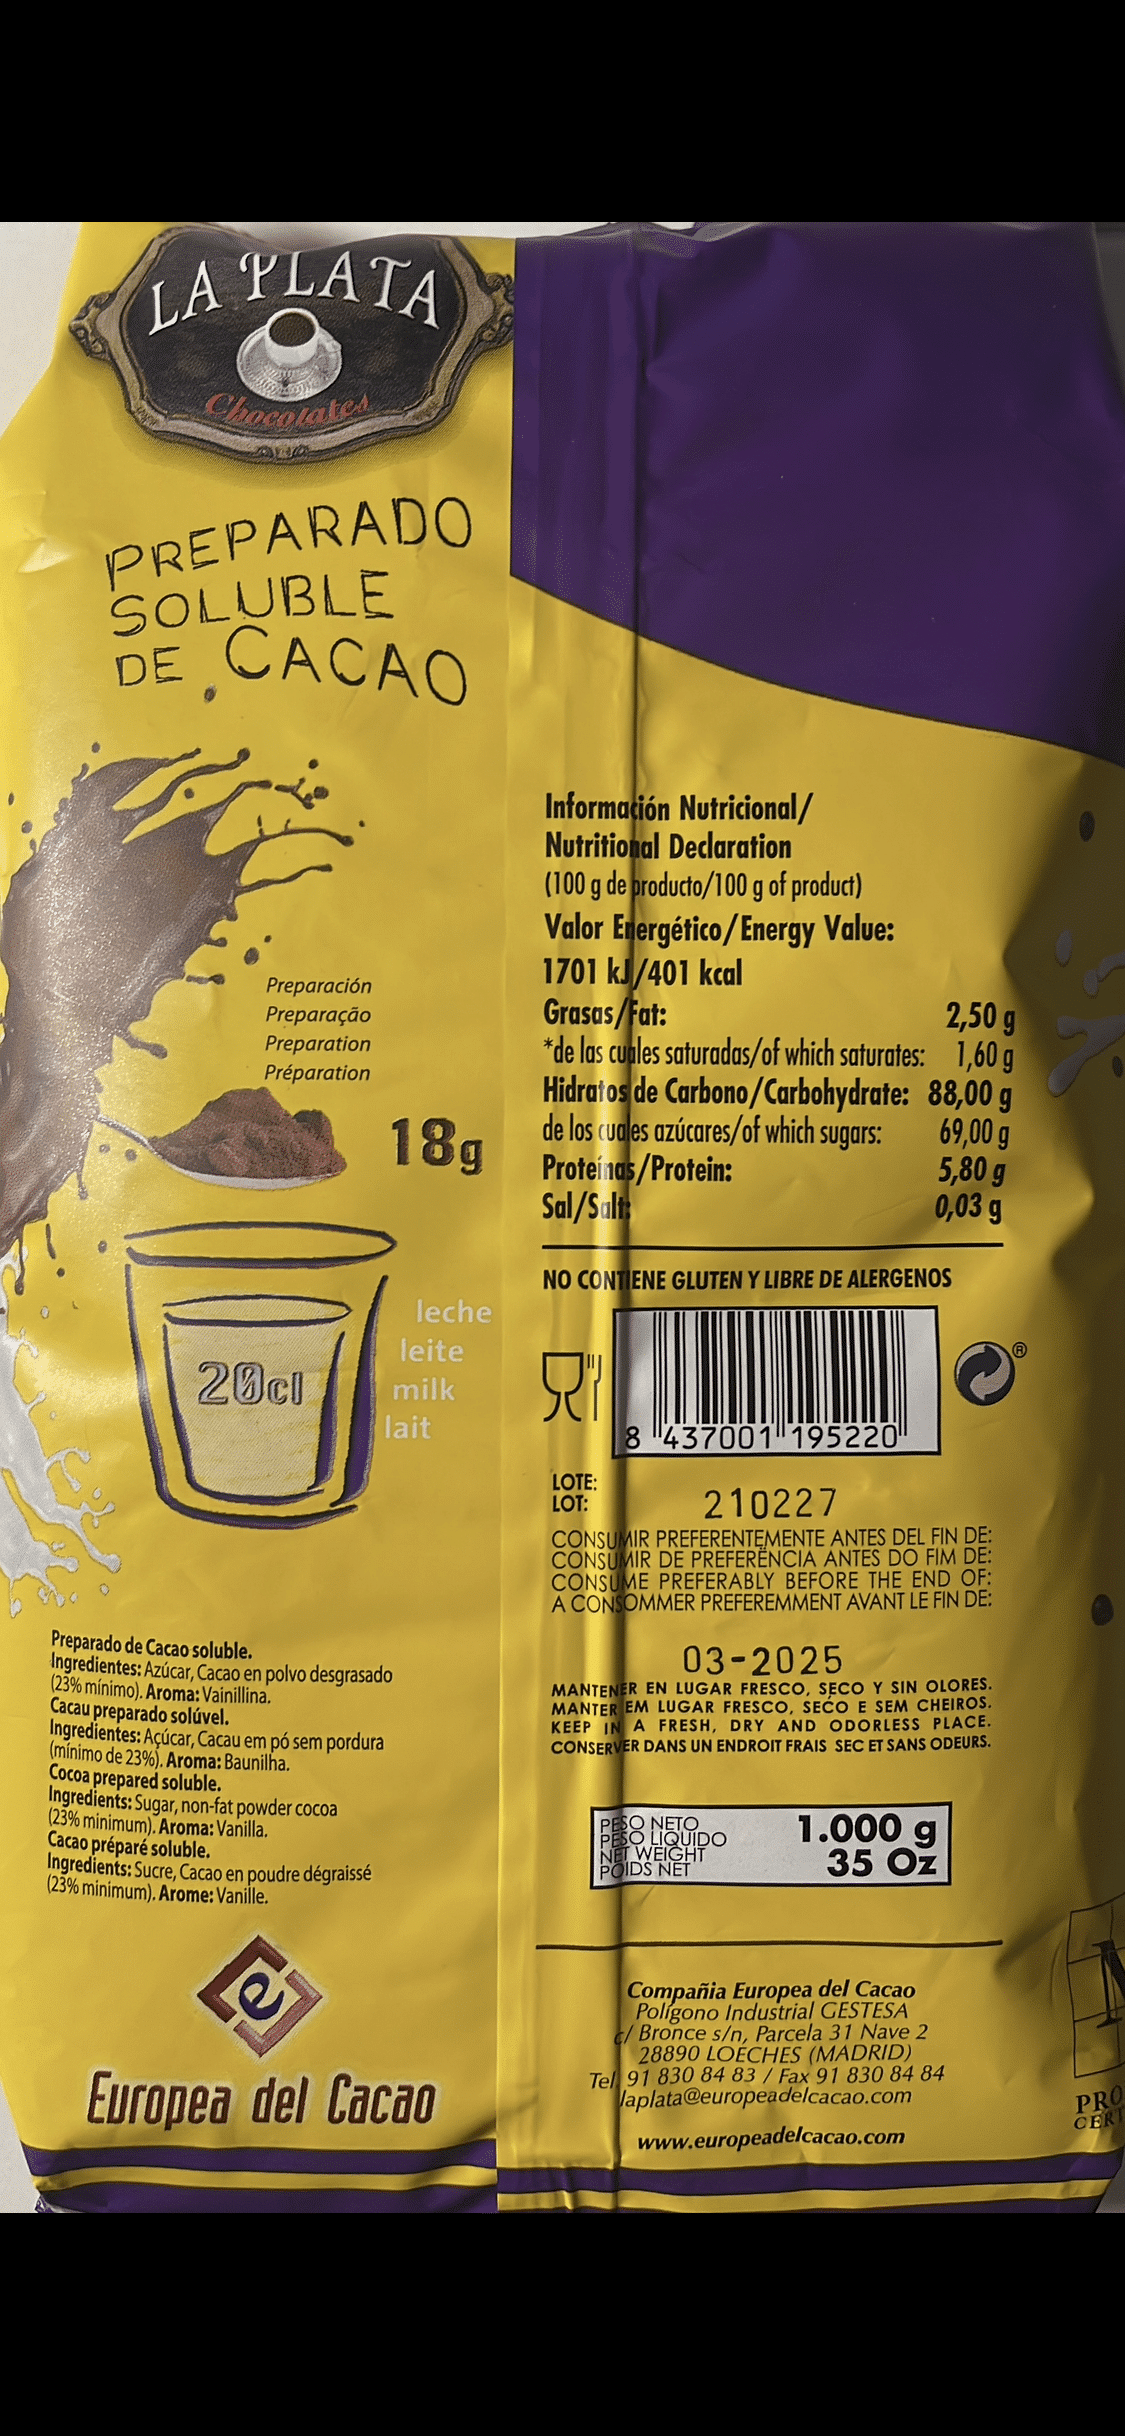 LA PLATA
Chocolates
PREPARADO
SOLUBLE
DE CACAO
Preparación
Preparação
Preparation
Préparation
18g
leche
leite
milk
lait
20cl
Preparado de Cacao soluble.
Ingredientes: Azúcar, Cacao en polvo desgrasado
(23% mínimo). Aroma: Vainillina.
Cacau preparado solúvel.
Ingredientes: Açúcar, Cacau em pó sem pordura
(mínimo de 23%). Aroma: Baunilha.
Cocoa prepared soluble.
Ingredients: Sugar, non-fat powder cocoa
(23% minimum). Aroma: Vanilla.
Cacao préparé soluble.
Ingredients: Sucre, Cacao en poudre dégraissé
(23% minimum). Arome: Vanille.
e
Europea del Cacao
Información Nutricional/
Nutritional Declaration
(100 g de producto/100 g of product)
Valor Energético/Energy Value:
1701 kJ/401 kcal
Grasas/Fat: 2,50 g
*de las cuales saturadas/of which saturates: 1,60 g
Hidratos de Carbono/Carbohydrate: 88,00 g
de los cuales azúcares/of which sugars: 69,00 g
Proteínas/Protein: 5,80 g
Sal/Salt: 0,03 g
NO CONTIENE GLUTEN Y LIBRE DE ALERGENOS
®
8 437001 195220
LOTE:
LOT: 210227
CONSUMIR PREFERENTEMENTE ANTES DEL FIN DE:
CONSUMIR DE PREFERËNCIA ANTES DO FIM DE:
CONSUME PREFERABLY BEFORE THE END OF:
A CONSOMMER PREFEREMMENT AVANT LE FIN DE:
03-2025
MANTENER EN LUGAR FRESCO, SECO Y SIN OLORES.
MANTER EM LUGAR FRESCO, SEĆO E SEM CHEIROS.
KEEP IN A FRESH, DRY AND ODORLESS PLACE.
CONSERVER DANS UN ENDROIT FRAIS SEC ET SANS ODEURS.
PESO NETO
PESO LIQUIDO
NET WEIGHT
POIDS NET
1.000 g
35 Oz
Compañia Europea del Cacao
Polígono Industrial GESTESA
c/ Bronce s/n, Parcela 31 Nave 2
28890 LOECHES (MADRID)
Tel. 91 830 84 83 / Fax 91 830 84 84
laplata@europeadelcacao.com
www.europeadelcacao.com